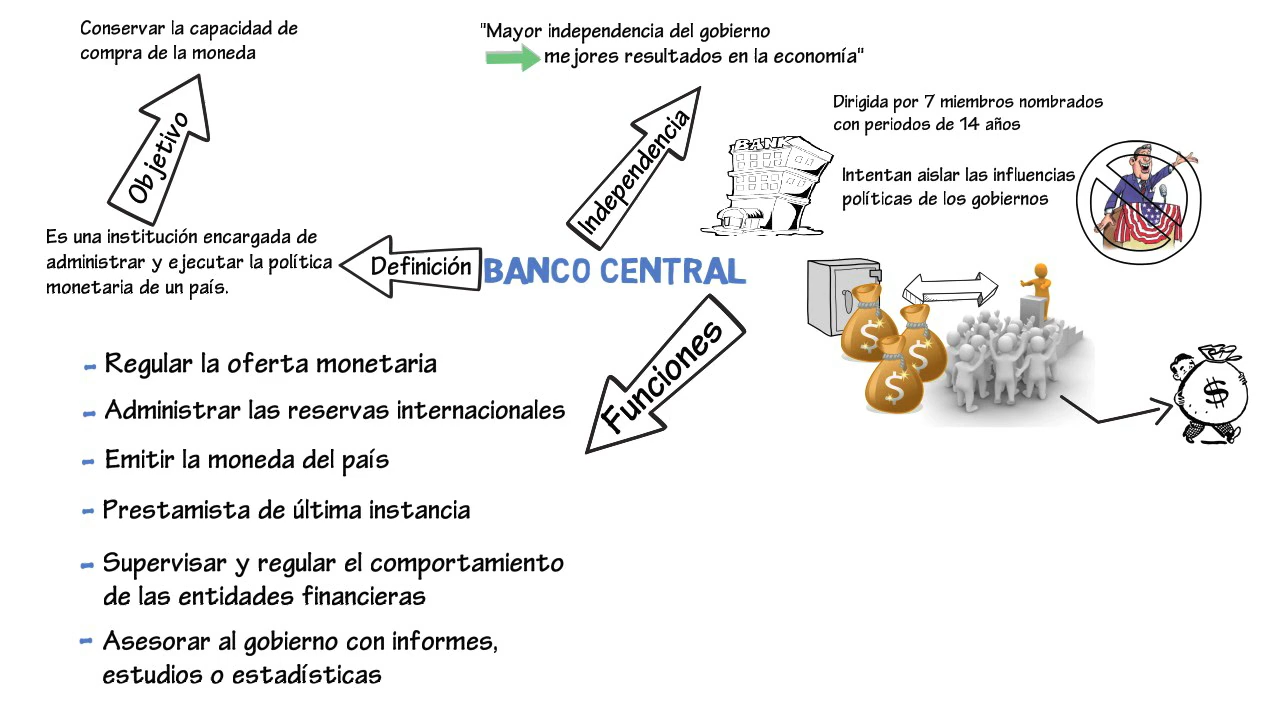 Conservar la capacidad de
compra de la moneda
Objetivo
Es una institución encargada de
administrar y ejecutar la política
monetaria de un país.
Definición
BANCO CENTRAL
"Mayor independencia del gobierno
mejores resultados en la economía"
Independencia
Dirigida por 7 miembros nombrados
con periodos de 14 años
BANK
Intentan aislar las influencias
políticas de los gobiernos
$
$
$
$
Funciones
- Regular la oferta monetaria
- Administrar las reservas internacionales
- Emitir la moneda del país
- Prestamista de última instancia
- Supervisar y regular el comportamiento
de las entidades financieras
- Asesorar al gobierno con informes,
estudios o estadísticas